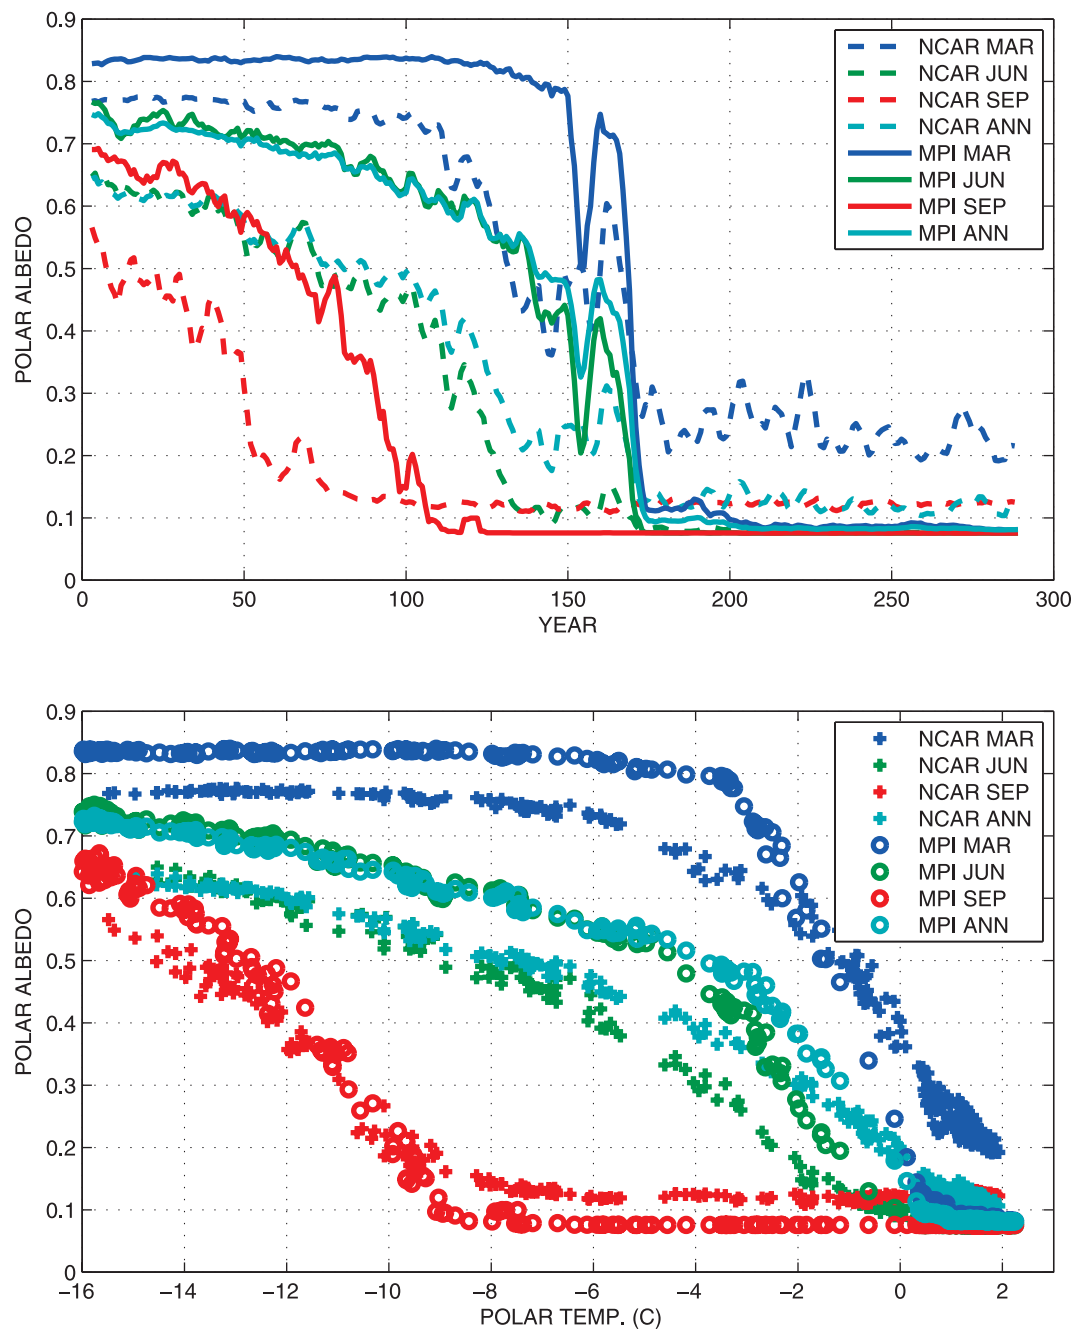 0.9
0.8
0.7
0.6
0.5
0.4
0.3
0.2
0.1
0
POLAR ALBEDO
0
50
100
150
200
250
300
YEAR
NCAR MAR
NCAR JUN
NCAR SEP
NCAR ANN
MPI MAR
MPI JUN
MPI SEP
MPI ANN
0.9
0.8
0.7
0.6
0.5
0.4
0.3
0.2
0.1
0
POLAR ALBEDO
−16
−14
−12
−10
−8
−6
−4
−2
0
2
POLAR TEMP. (C)
NCAR MAR
NCAR JUN
NCAR SEP
NCAR ANN
MPI MAR
MPI JUN
MPI SEP
MPI ANN